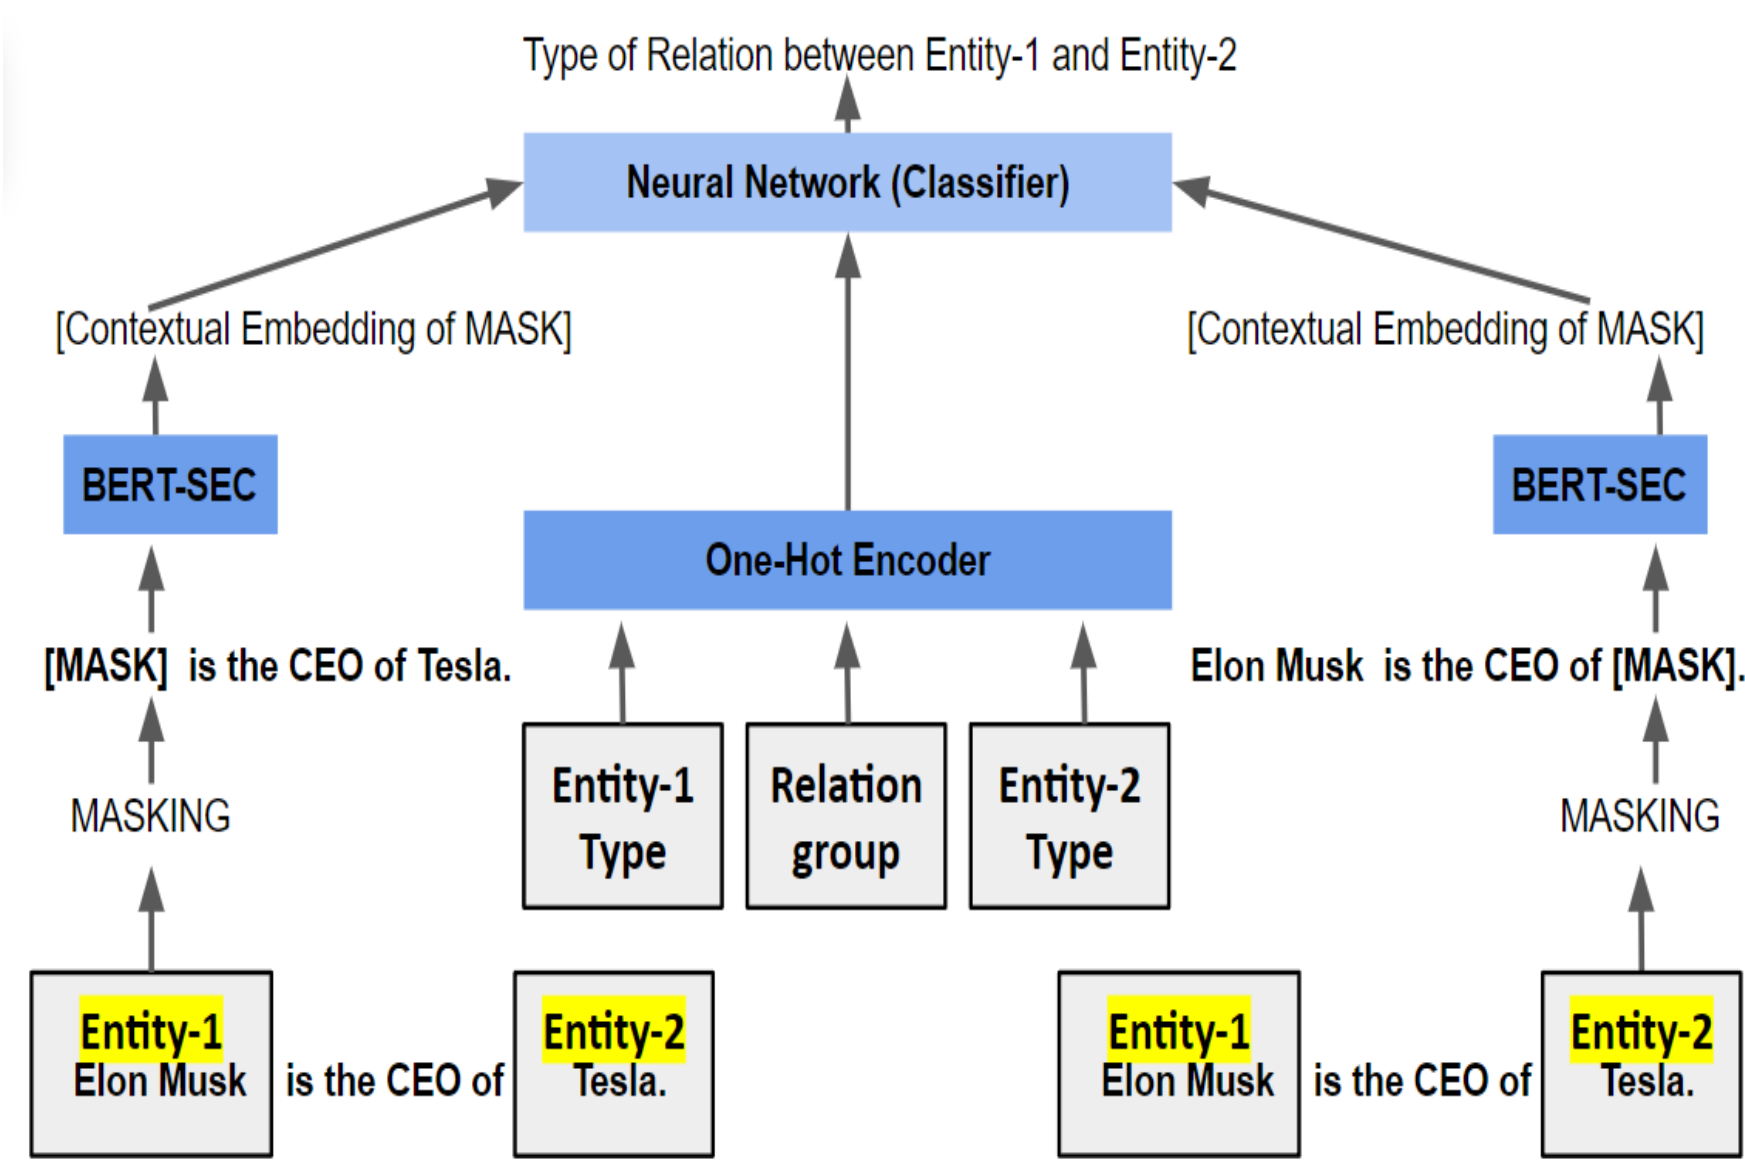 Type of Relation between Entity-1 and Entity-2
Neural Network (Classifier)
[Contextual Embedding of MASK]
[Contextual Embedding of MASK]
BERT-SEC
BERT-SEC
One-Hot Encoder
[MASK] is the CEO of Tesla.
Elon Musk is the CEO of [MASK].
Entity-1
Type
Relation
group
Entity-2
Type
MASKING
MASKING
Entity-1
Elon Musk
is the CEO of
Entity-2
Tesla.
Entity-1
Elon Musk
is the CEO of
Entity-2
Tesla.